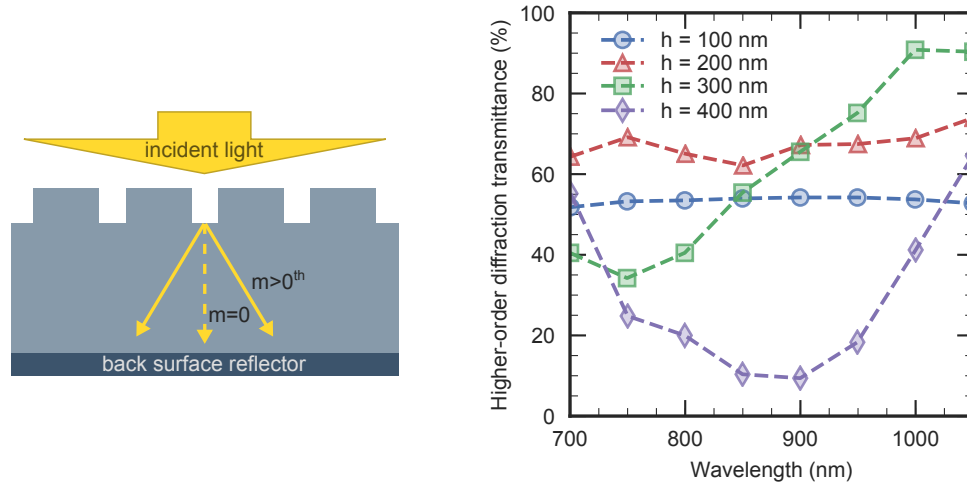 incident light
m>0th
m=0
back surface reflector
Higher-order diffraction transmittance (%)
100
80
60
40
20
0
h = 100 nm
h = 200 nm
h = 300 nm
h = 400 nm
700
800
900
1000
Wavelength (nm)